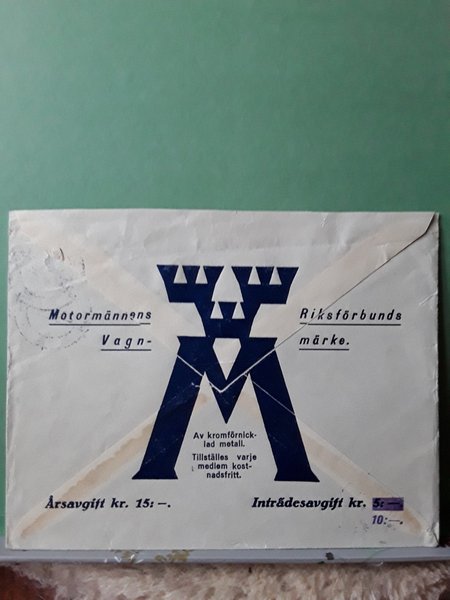 Motormännens Riksförbunds
Vagn- märke.
M
Av kromförnick-
lad metall.
Tillställes varje
medlem kost-
nadsfritt.
Årsavgift kr. 15:—. Inträdesavgift kr. 5:—
10:—.